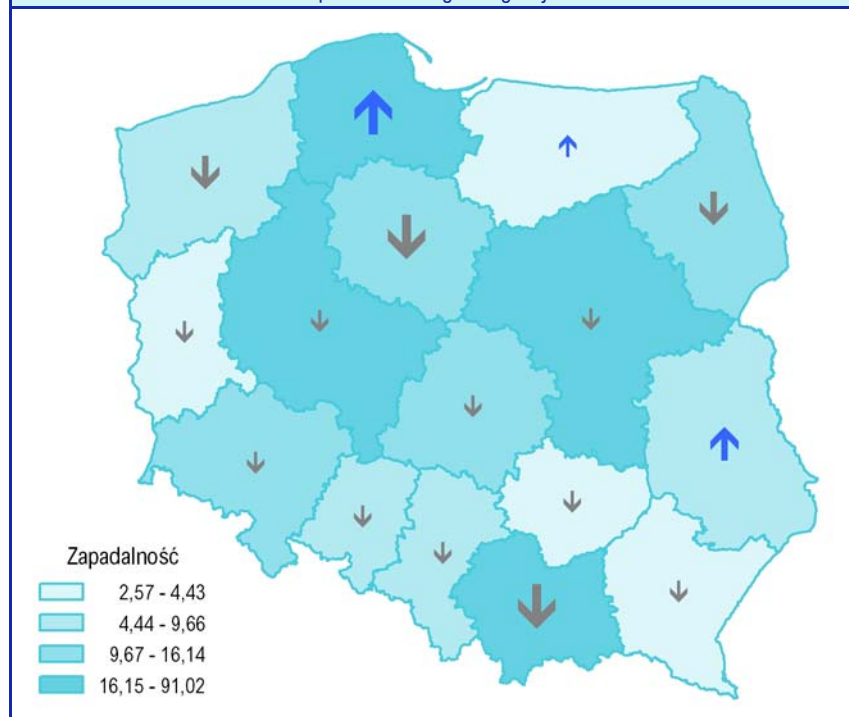 Zapadalność
2,57 - 4,43
4,44 - 9,66
9,67 - 16,14
16,15 - 91,02